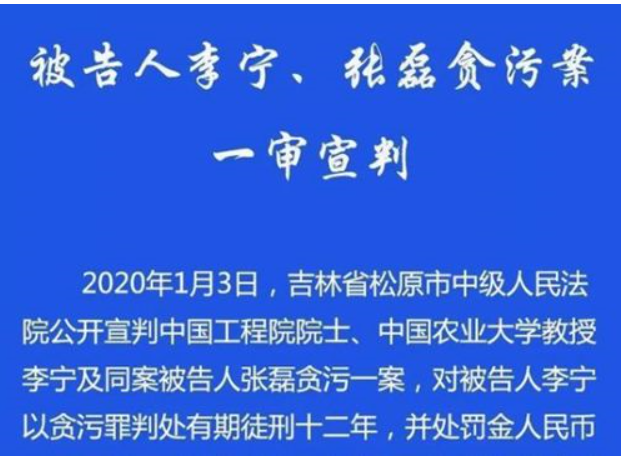 被告人李宁、张磊贪污案
一审宣判
2020年1月3日，吉林省松原市中级人民法
院公开宣判中国工程院院士、中国农业大学教授
李宁及同案被告人张磊贪污一案，对被告人李宁
以贪污罪判处有期徒刑十二年，并处罚金人民币